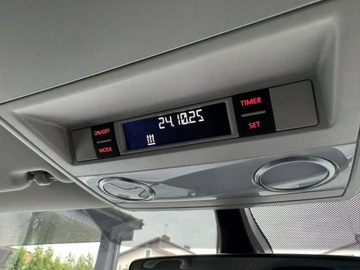 ON/OFF
MODE
24.10.25
TIMER
SET